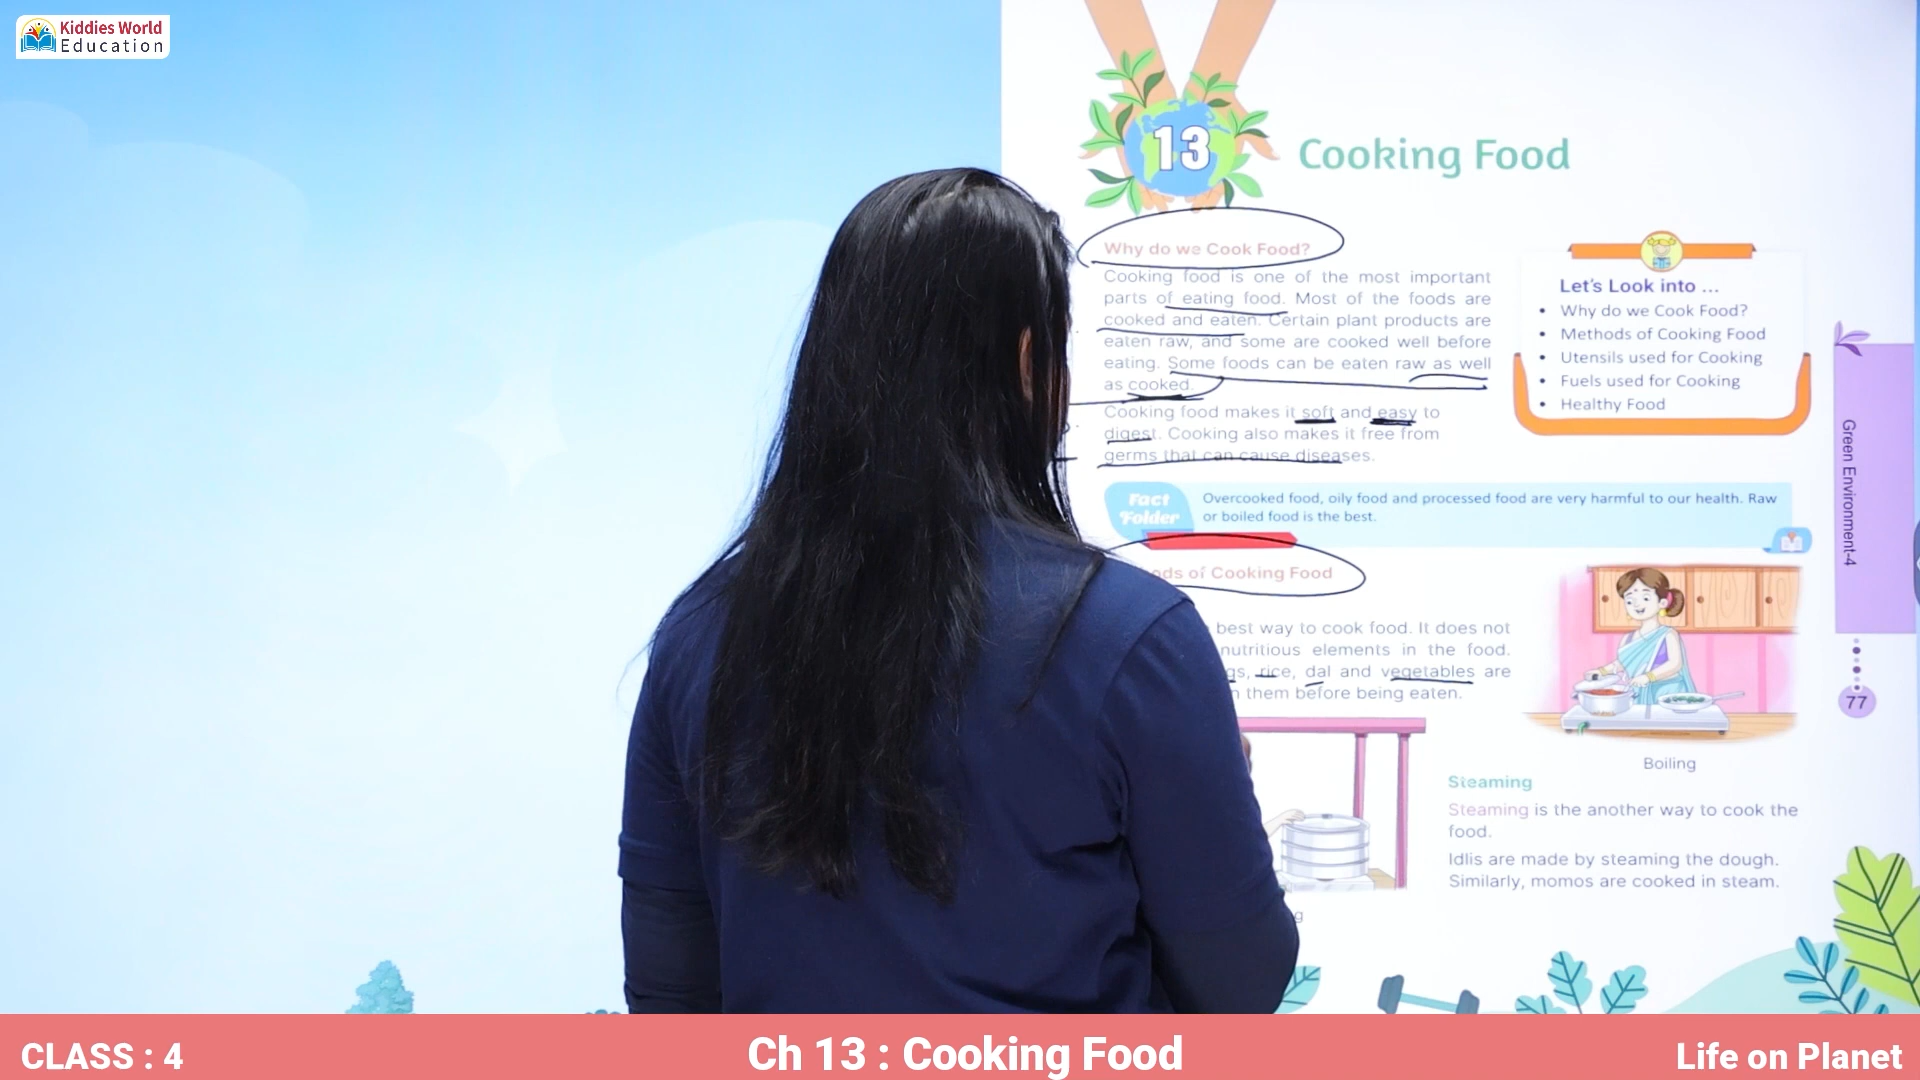 Kiddies World
Education
13
Cooking Food
Why do we Cook Food?
Cooking food is one of the most important
parts of eating food. Most of the foods are
cooked and eaten. Certain plant products are
eaten raw, and some are cooked well before
eating. Some foods can be eaten raw as well
as cooked.
Cooking food makes it soft and easy to
digest. Cooking also makes it free from
germs that can cause diseases.
Let's Look into ...
• Why do we Cook Food?
• Methods of Cooking Food
• Utensils used for Cooking
• Fuels used for Cooking
• Healthy Food
Fact
Folder
Overcooked food, oily food and processed food are very harmful to our health. Raw
or boiled food is the best.
of Cooking Food
best way to cook food. It does not
nutritious elements in the food.
rice, dal and vegetables are
them before being eaten.
Boiling
Steaming
Steaming is the another way to cook the
food.
Idlis are made by steaming the dough.
Similarly, momos are cooked in steam.
Green Environment-4
77
CLASS : 4
Ch 13 : Cooking Food
Life on Planet